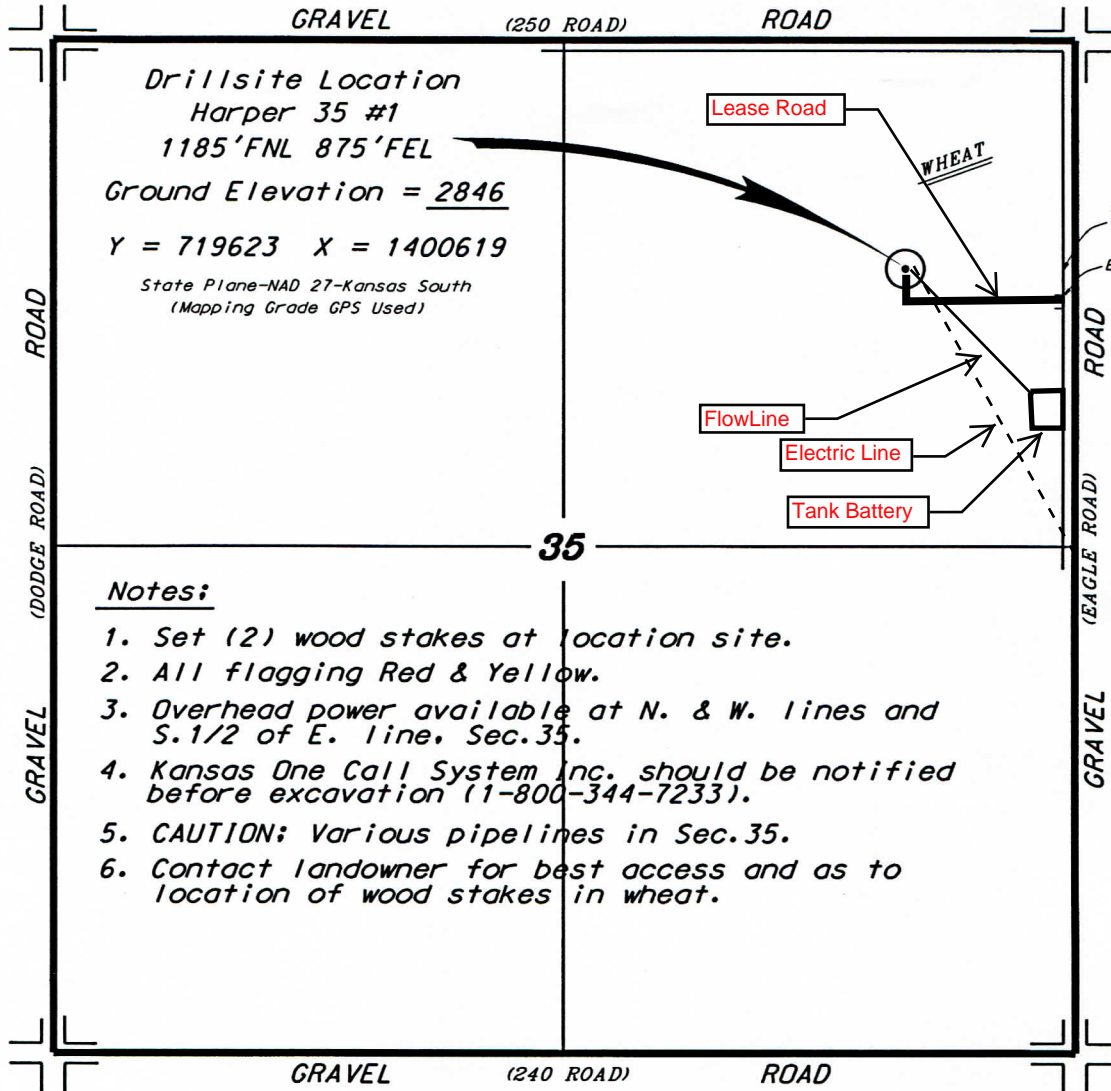 GRAVEL (250 ROAD) ROAD
Drillsite Location
Harper 35 #1
1185'FNL 875'FEL
Ground Elevation = 2846
Y = 719623 X = 1400619
State Plane-NAD 27-Kansas South
(Mapping Grade GPS Used)
Lease Road
WHEAT
E
FlowLine
Electric Line
Tank Battery
ROAD
(DODGE ROAD)
GRAVEL
ROAD
(EAGLE ROAD)
GRAVEL
35
Notes:
1. Set (2) wood stakes at location site.
2. All flagging Red & Yellow.
3. Overhead power available at N. & W. lines and
S.1/2 of E. line, Sec.35.
4. Kansas One Call System Inc. should be notified
before excavation (1-800-344-7233).
5. CAUTION: Various pipelines in Sec.35.
6. Contact landowner for best access and as to
location of wood stakes in wheat.
GRAVEL (240 ROAD) ROAD